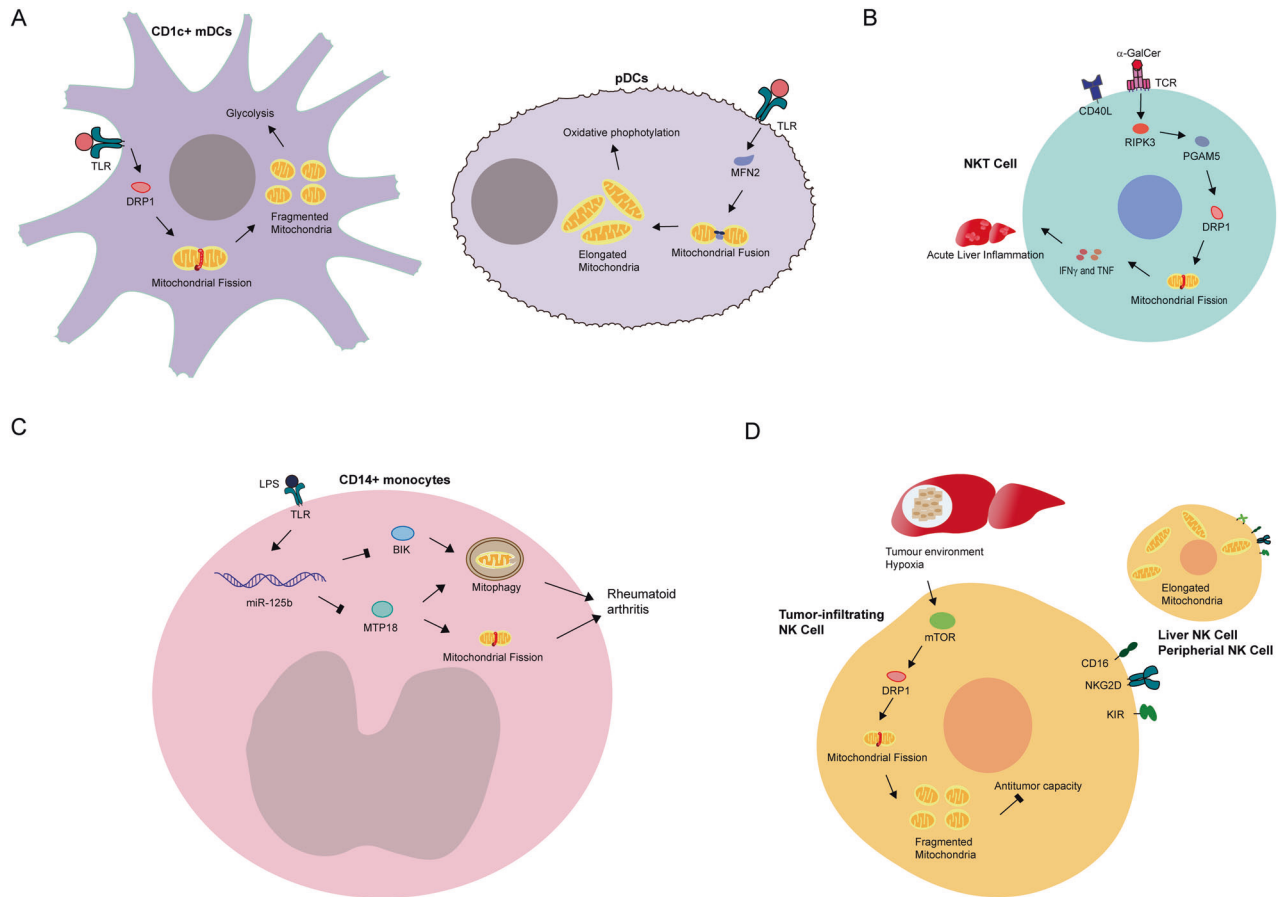 A
CD1c+ mDCs
Glycolysis
TLR
DRP1
Fragmented
Mitochondria
Mitochondrial Fission
pDCs
TLR
Oxidative phophotylation
MFN2
Elongated
Mitochondria
Mitochondrial Fusion
B
α-GalCer
TCR
CD40L
RIPK3
PGAM5
NKT Cell
DRP1
Acute Liver Inflammation
IFNγ and TNF
Mitochondrial Fission
C
CD14+ monocytes
LPS
TLR
BIK
miR-125b
Mitophagy
MTP18
Mitochondrial Fission
Rheumatoid
arthritis
D
Tumour environment
Hypoxia
Tumor-infiltrating
NK Cell
mTOR
DRP1
Mitochondrial Fission
Fragmented
Mitochondria
Antitumor capacity
Elongated
Mitochondria
Liver NK Cell
Peripherial NK Cell
CD16
NKG2D
KIR